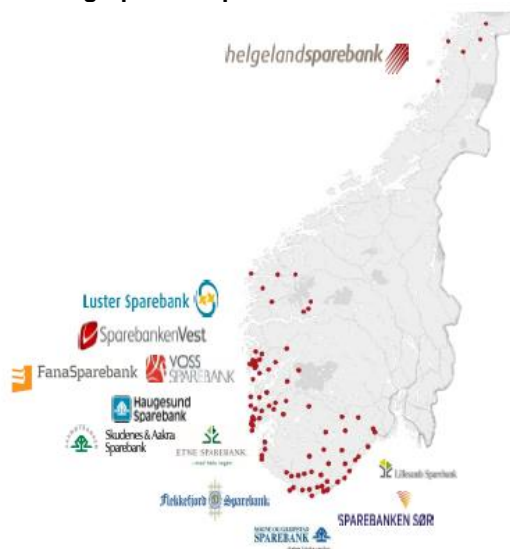 helgelandsparebank
Luster Sparebank
SparebankenVest
FanaSparebank
VOSS
SPAREBANK
Haugesund
Sparebank
Skudenes & Aakra
Sparebank
ETNE SPAREBANK
Lillesands Sparebank
Flekkefjord Sparebank
SPAREBANKEN SØR
SPAREBANK